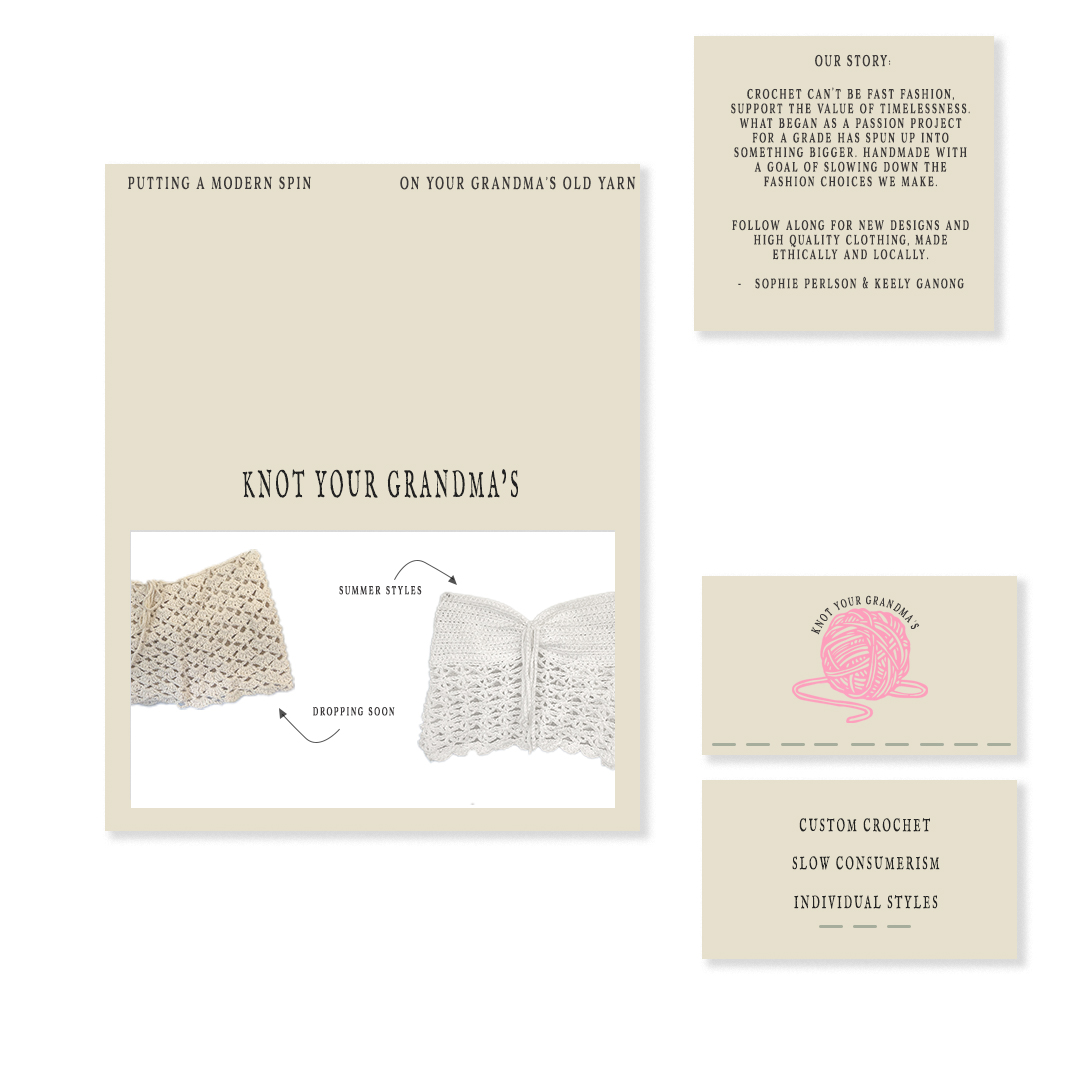 PUTTING A MODERN SPIN
ON YOUR GRANDMA'S OLD YARN
KNOT YOUR GRANDMA'S
SUMMER STYLES
DROPPING SOON
OUR STORY:
CROCHET CAN'T BE FAST FASHION,
SUPPORT THE VALUE OF TIMELESSNESS.
WHAT BEGAN AS A PASSION PROJECT
FOR A GRADE HAS SPUN UP INTO
SOMETHING BIGGER. HANDMADE WITH
A GOAL OF SLOWING DOWN THE
FASHION CHOICES WE MAKE.
FOLLOW ALONG FOR NEW DESIGNS AND
HIGH QUALITY CLOTHING, MADE
ETHICALLY AND LOCALLY.
- SOPHIE PERLSON & KEELY GANONG
KNOT YOUR GRANDMA'S
CUSTOM CROCHET
SLOW CONSUMERISM
INDIVIDUAL STYLES